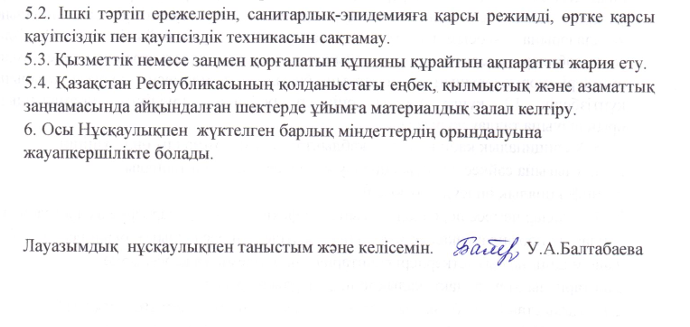 5.2. Ішкі тәртіп ережелерін, санитарлық-эпидемияға қарсы режимді, өртке қарсы
қауіпсіздік пен қауіпсіздік техникасын сақтамау.
5.3. Қызметтік немесе заңмен қорғалатын құпияны құрайтын ақпаратты жария ету.
5.4. Қазақстан Республикасының қолданыстағы еңбек, қылмыстық және азаматтық
заңнамасында айқындалған шектерде ұйымға материалдық залал келтіру.
6. Осы Нұсқаулықпен жүктелген барлық міндеттердің орындалуына
жауапкершілікте болады.
Лауазымдық нұсқаулықпен таныстым және келісемін. У.А.Балтабаева